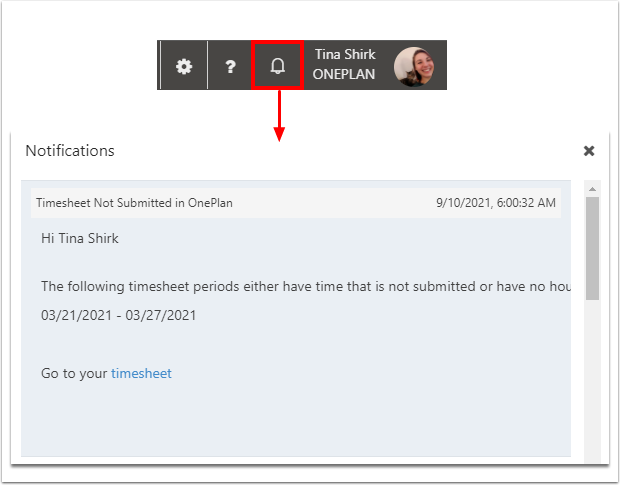 ?
Tina Shirk
ONEPLAN
Notifications
Timesheet Not Submitted in OnePlan 9/10/2021, 6:00:32 AM
Hi Tina Shirk
The following timesheet periods either have time that is not submitted or have no hou
03/21/2021 - 03/27/2021
Go to your timesheet